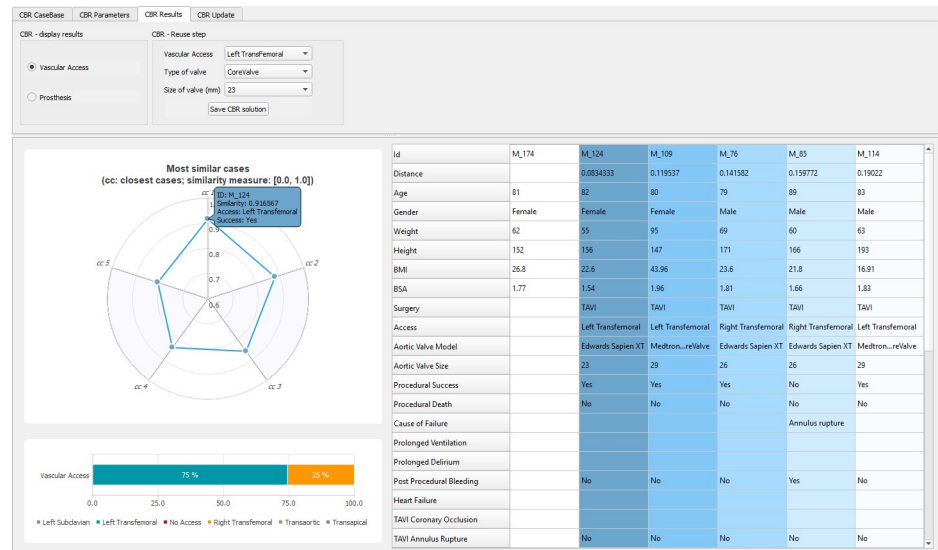 CBR CaseBase CBR Parameters CBR Results CBR Update
CBR - display results
Vascular Access
Prosthesis
CBR - Reuse step
Vascular Access Left TransFemoral
Type of valve CoreValve
Size of valve (mm) 23
Save CBR solution
Most similar cases
(cc: closest cases; similarity measure: [0.0, 1.0])
cc 1
ID: M_124
Similarity: 0.916567
Access: Left Transfemoral
Success: Yes
0.9
0.8
0.7
0.6
cc 5
cc 2
cc 4
cc 3
Vascular Access 75 % 25 %
0.0 25.0 50.0 75.0 100.0
Left Subclavian Left Transfemoral No Access Right Transfemoral Transaortic Transapical
Id M_174 M_124 M_109 M_76 M_85 M_114
Distance 0.0834333 0.119537 0.141582 0.159772 0.19022
Age 81 82 80 79 89 83
Gender Female Female Female Male Male Male
Weight 62 55 95 69 60 63
Height 152 156 147 171 166 193
BMI 26.8 22.6 43.96 23.6 21.8 16.91
BSA 1.77 1.54 1.96 1.81 1.66 1.83
Surgery TAVI TAVI TAVI TAVI TAVI
Access Left Transfemoral Left Transfemoral Right Transfemoral Right Transfemoral Left Transfemoral
Aortic Valve Model Edwards Sapien XT Medtron...reValve Edwards Sapien XT Edwards Sapien XT Medtron...reValve
Aortic Valve Size 23 29 26 26 29
Procedural Success Yes Yes Yes No Yes
Procedural Death No No No No No
Cause of Failure Annulus rupture
Prolonged Ventilation
Prolonged Delirium
Post Procedural Bleeding No No No Yes No
Heart Failure
TAVI Coronary Occlusion
TAVI Annulus Rupture No No No No No